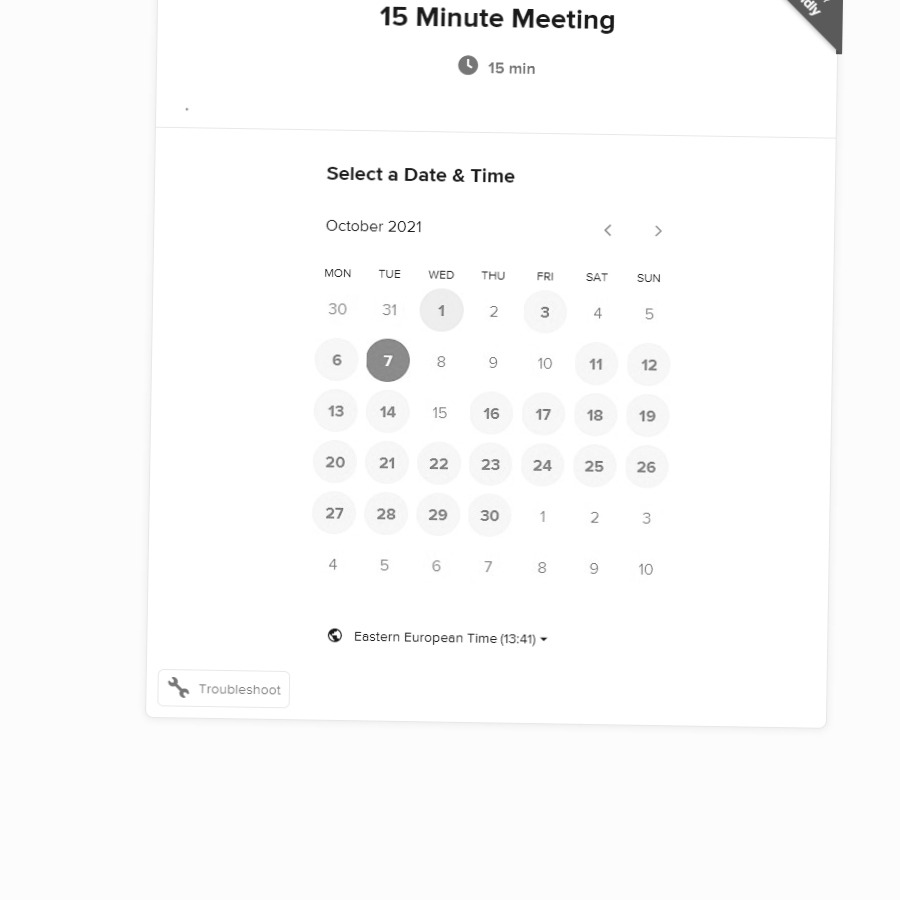 15 Minute Meeting
15 min
Select a Date & Time
October 2021
MON TUE WED THU FRI SAT SUN
30 31 1 2 3 4 5
6 7 8 9 10 11 12
13 14 15 16 17 18 19
20 21 22 23 24 25 26
27 28 29 30 1 2 3
4 5 6 7 8 9 10
Eastern European Time (13:41)
Troubleshoot